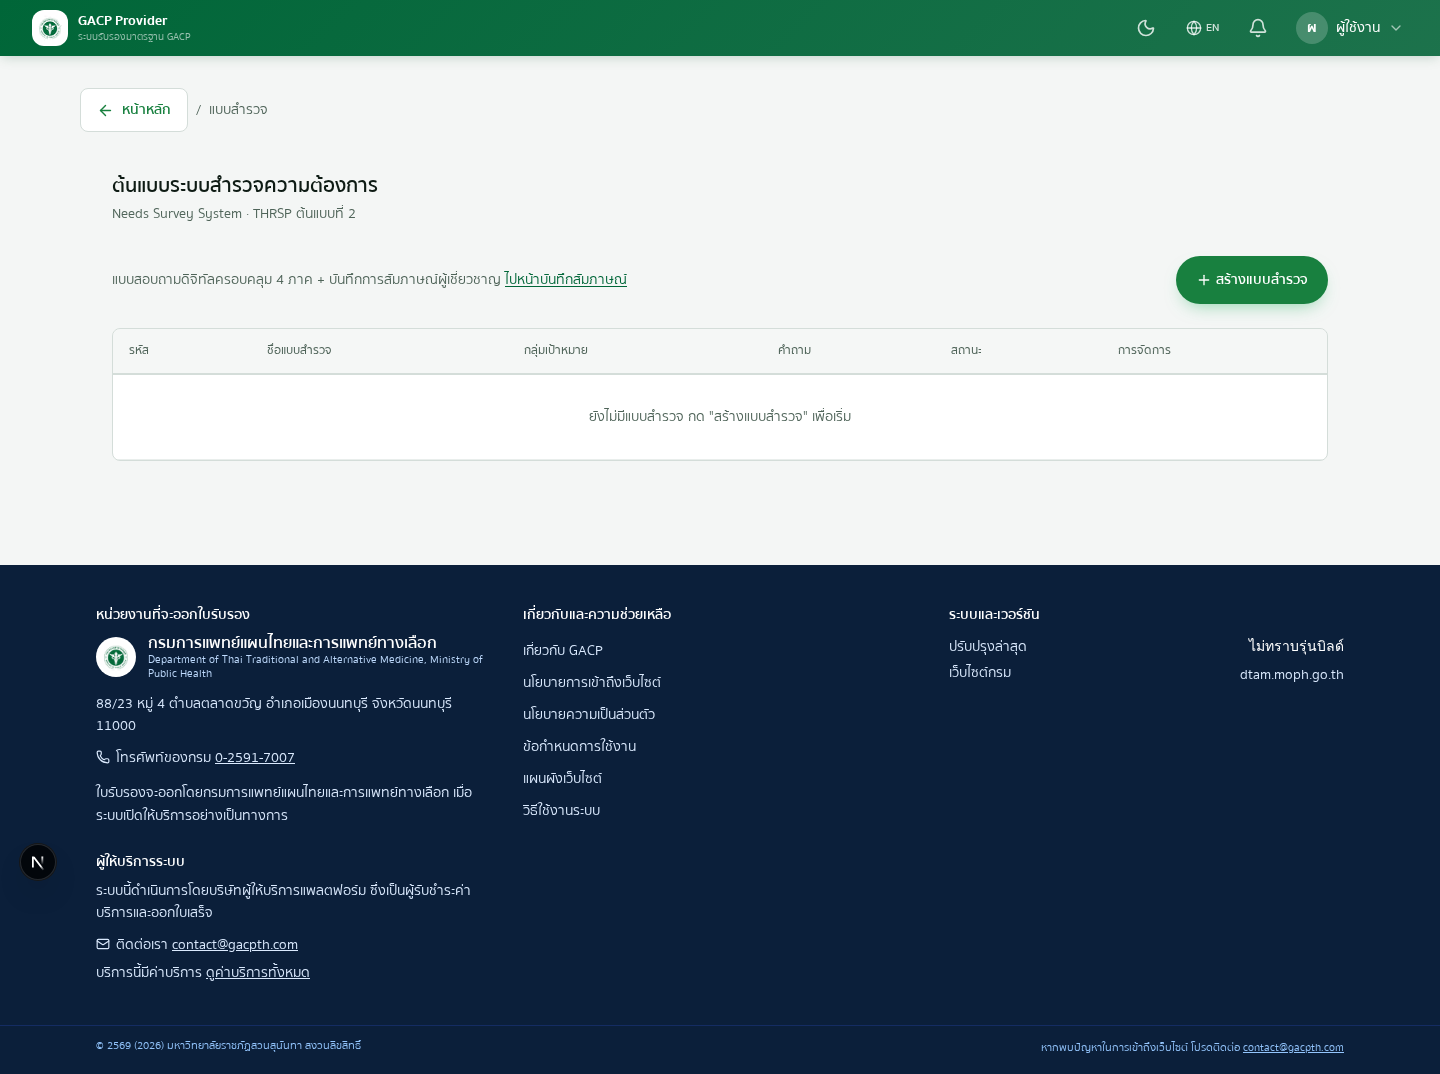 GACP Provider
ระบบรับรองมาตรฐาน GACP
EN
ผ
ผู้ใช้งาน
หน้าหลัก / แบบสำรวจ
ต้นแบบระบบสำรวจความต้องการ
Needs Survey System · THRSP ต้นแบบที่ 2
แบบสอบถามดิจิทัลครอบคลุม 4 ภาค + บันทึกการสัมภาษณ์ผู้เชี่ยวชาญ ไปหน้าบันทึกสัมภาษณ์
สร้างแบบสำรวจ
รหัส ชื่อแบบสำรวจ กลุ่มเป้าหมาย คำถาม สถานะ การจัดการ
ยังไม่มีแบบสำรวจ กด "สร้างแบบสำรวจ" เพื่อเริ่ม
หน่วยงานที่จะออกใบรับรอง
กรมการแพทย์แผนไทยและการแพทย์ทางเลือก
Department of Thai Traditional and Alternative Medicine, Ministry of
Public Health
88/23 หมู่ 4 ตำบลตลาดขวัญ อำเภอเมืองนนทบุรี จังหวัดนนทบุรี
11000
โทรศัพท์ของกรม 0-2591-7007
ใบรับรองจะออกโดยกรมการแพทย์แผนไทยและการแพทย์ทางเลือก เมื่อ
ระบบเปิดให้บริการอย่างเป็นทางการ
ผู้ให้บริการระบบ
ระบบนี้ดำเนินการโดยบริษัทผู้ให้บริการแพลตฟอร์ม ซึ่งเป็นผู้รับชำระค่า
บริการและออกใบเสร็จ
ติดต่อเรา contact@gacpth.com
บริการนี้มีค่าบริการ ดูค่าบริการทั้งหมด
เกี่ยวกับและความช่วยเหลือ
เกี่ยวกับ GACP
นโยบายการเข้าถึงเว็บไซต์
นโยบายความเป็นส่วนตัว
ข้อกำหนดการใช้งาน
แผนผังเว็บไซต์
วิธีใช้งานระบบ
ระบบและเวอร์ชัน
ปรับปรุงล่าสุด ไม่ทราบรุ่นบิลด์
เว็บไซต์กรม dtam.moph.go.th
© 2569 (2026) มหาวิทยาลัยราชภัฏสวนสุนันทา สงวนลิขสิทธิ์
หากพบปัญหาในการเข้าถึงเว็บไซต์ โปรดติดต่อ contact@gacpth.com